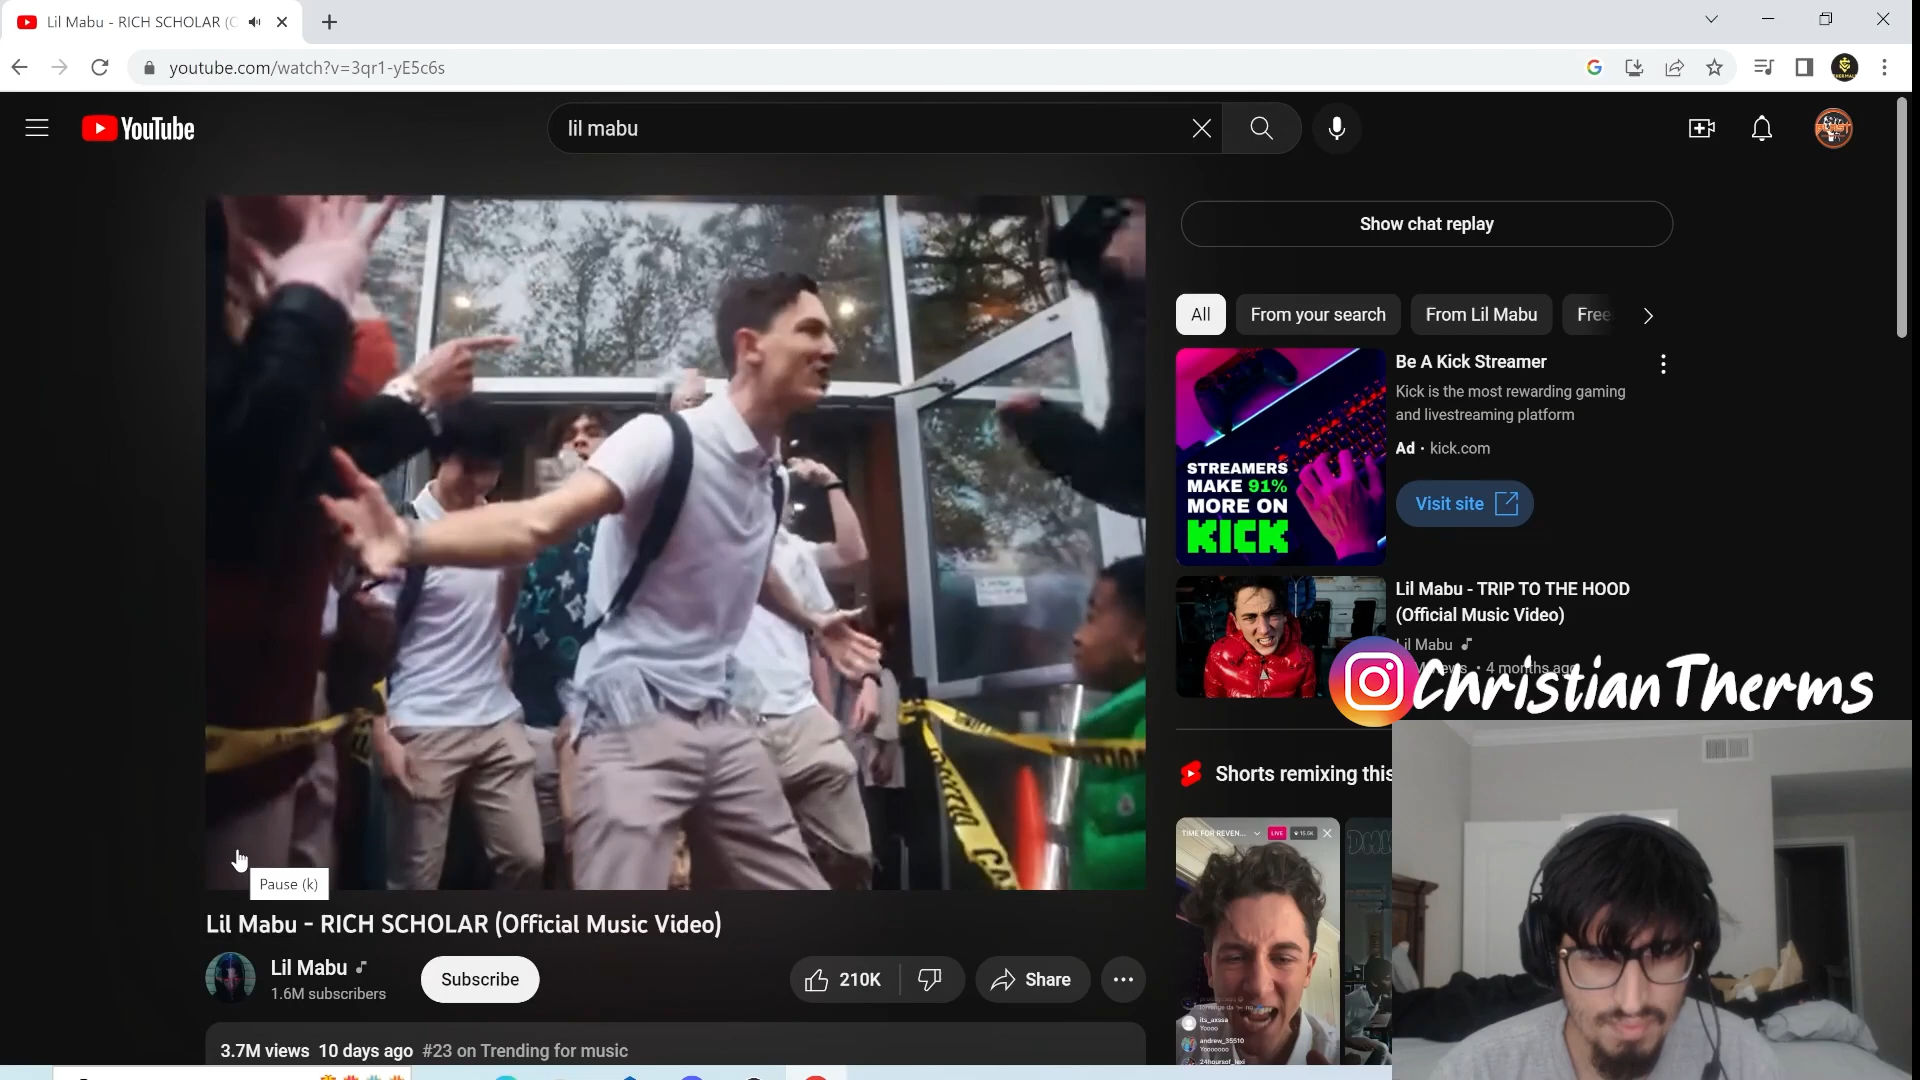 Lil Mabu - RICH SCHOLAR (O
youtube.com/watch?v=3qr1-yE5c6s
YouTube
lil mabu
Show chat replay
All
From your search
From Lil Mabu
Free
Be A Kick Streamer
Kick is the most rewarding gaming
and livestreaming platform
Ad · kick.com
Visit site
STREAMERS
MAKE 91%
MORE ON
KICK
Lil Mabu - TRIP TO THE HOOD
(Official Music Video)
Lil Mabu
4 months ago
ChristianTherms
Shorts remixing this
TIME FOR REVEN...
LIVE
15.5K
its_axssa
Yoooo
andrew_35510
Yooooooo
24hoursof_lexi
Pause (k)
Lil Mabu - RICH SCHOLAR (Official Music Video)
Lil Mabu
1.6M subscribers
Subscribe
210K
Share
3.7M views 10 days ago #23 on Trending for music